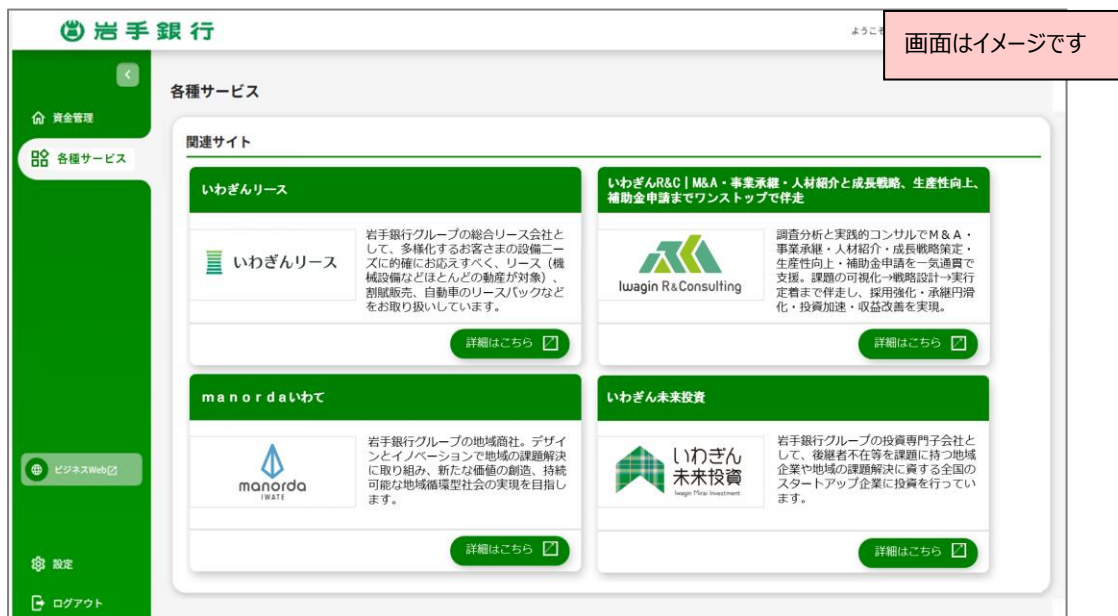 岩手銀行
ようこそ
画面はイメージです
資金管理
各種サービス
ビジネスWeb
設定
ログアウト
各種サービス
関連サイト
いわぎんリース
いわぎんリース
岩手銀行グループの総合リース会社と
して、多様化するお客さまの設備ニー
ズに的確にお応えすべく、リース（機
械設備などほとんどの動産が対象）、
割賦販売、自動車のリースバックなど
をお取り扱いしています。
詳細はこちら
いわぎんR&C｜M&A・事業承継・人材紹介と成長戦略、生産性向上、
補助金申請までワンストップで伴走
Iwagin R&Consulting
調査分析と実践的コンサルでM＆A・
事業承継・人材紹介・成長戦略策定・
生産性向上・補助金申請を一気通貫で
支援。課題の可視化→戦略設計→実行
定着まで伴走し、採用強化・承継円滑
化・投資加速・収益改善を実現。
詳細はこちら
ｍａｎｏｒｄａいわて
manorda
IWATE
岩手銀行グループの地域商社。デザイ
ンとイノベーションで地域の課題解決
に取り組み、新たな価値の創造、持続
可能な地域循環型社会の実現を目指し
ます。
詳細はこちら
いわぎん未来投資
いわぎん
未来投資
Iwagin Mirai Investment
岩手銀行グループの投資専門子会社と
して、後継者不在等を課題に持つ地域
企業や地域の課題解決に資する全国の
スタートアップ企業に投資を行ってい
ます。
詳細はこちら